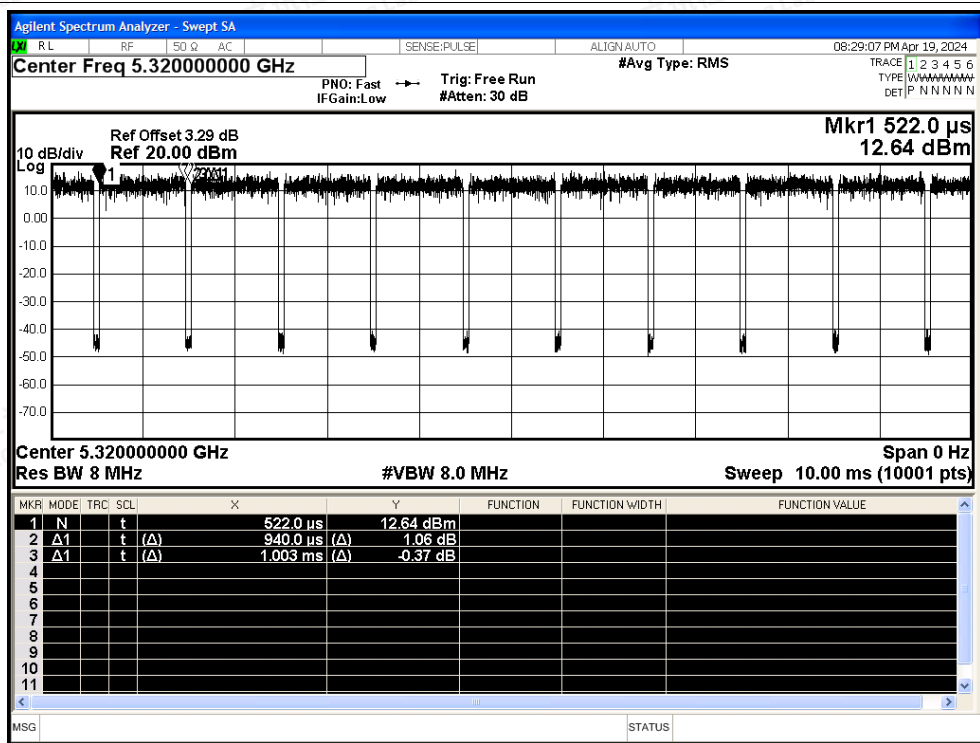 Agilent Spectrum Analyzer - Swept SA
LXI RL RF 50 Ω AC SENSE:PULSE ALIGN AUTO 08:29:07 PM Apr 19, 2024
Center Freq 5.320000000 GHz #Avg Type: RMS TRACE 1 2 3 4 5 6
PNO: Fast Trig: Free Run TYPE WWWWWW
IFGain:Low #Atten: 30 dB DET P N N N N N
Mkr1 522.0 µs
Ref Offset 3.29 dB
10 dB/div Ref 20.00 dBm 12.64 dBm
Log
1
10.0
0.00
-10.0
-20.0
-30.0
-40.0
-50.0
-60.0
-70.0
Center 5.320000000 GHz Span 0 Hz
Res BW 8 MHz #VBW 8.0 MHz Sweep 10.00 ms (10001 pts)
MKR MODE TRC SCL X Y FUNCTION FUNCTION WIDTH FUNCTION VALUE
1 N t 522.0 µs 12.64 dBm
2 Δ1 t (Δ) 940.0 µs (Δ) 1.06 dB
3 Δ1 t (Δ) 1.003 ms (Δ) -0.37 dB
4
5
6
7
8
9
10
11
MSG STATUS